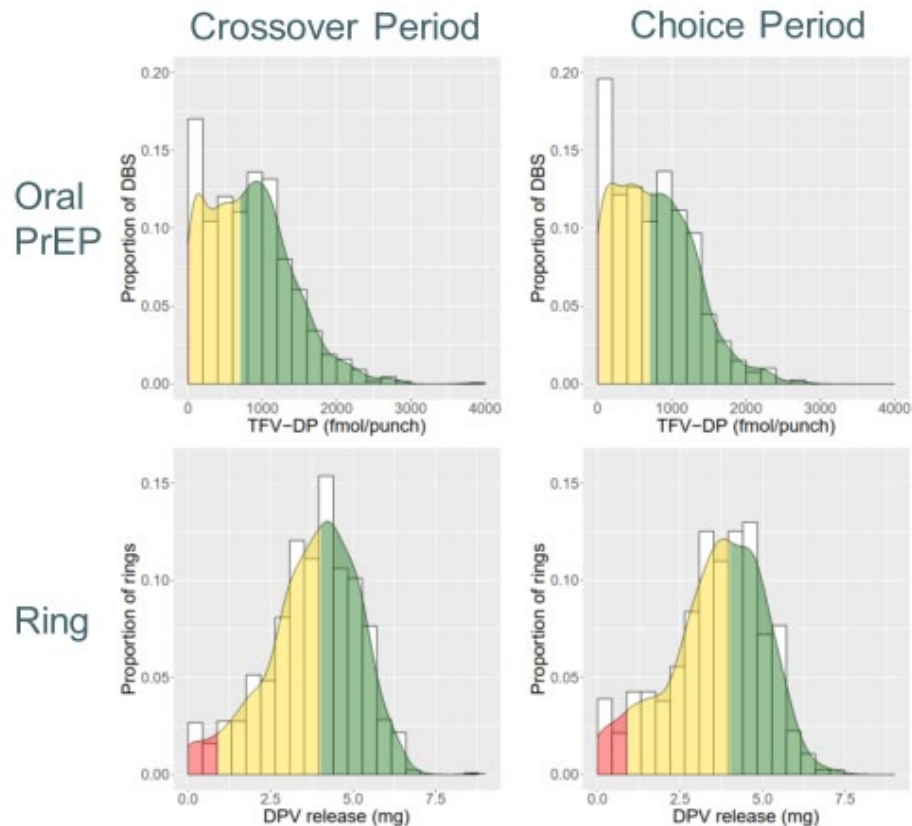 Crossover Period
Choice Period
Oral
PrEP
Proportion of DBS
0.20
0.15
0.10
0.05
0.00
0
1000
2000
3000
4000
TFV-DP (fmol/punch)
Proportion of DBS
0.20
0.15
0.10
0.05
0.00
0
1000
2000
3000
4000
TFV-DP (fmol/punch)
Ring
Proportion of rings
0.15
0.10
0.05
0.00
0.0
2.5
5.0
7.5
DPV release (mg)
Proportion of rings
0.15
0.10
0.05
0.00
0.0
2.5
5.0
7.5
DPV release (mg)